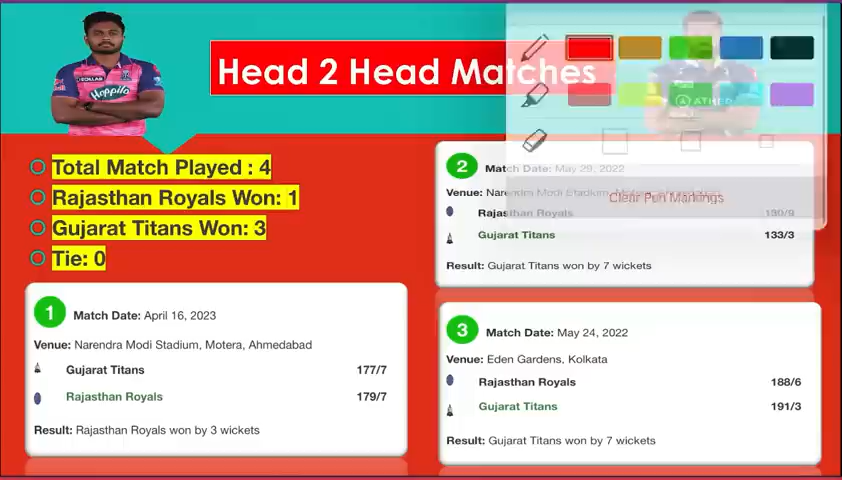 Head 2 Head Matches
Happilo
Total Match Played : 4
Rajasthan Royals Won: 1
Gujarat Titans Won: 3
Tie: 0
1
Match Date: April 16, 2023
Venue: Narendra Modi Stadium, Motera, Ahmedabad
Gujarat Titans 177/7
Rajasthan Royals 179/7
Result: Rajasthan Royals won by 3 wickets
ATHER
Clear Pen Markings
2
Match Date: May 29, 2022
Venue: Narendra Modi Stadium, Motera, Ahmedabad
Rajasthan Royals 130/9
Gujarat Titans 133/3
Result: Gujarat Titans won by 7 wickets
3
Match Date: May 24, 2022
Venue: Eden Gardens, Kolkata
Rajasthan Royals 188/6
Gujarat Titans 191/3
Result: Gujarat Titans won by 7 wickets